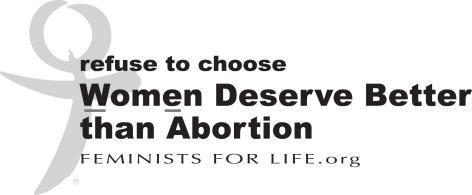 refuse to choose
Women Deserve Better
than Abortion
FEMINISTS FOR LIFE.org
®